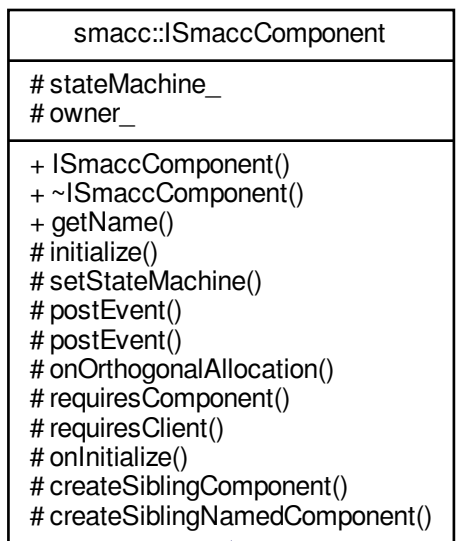 smacc::ISmaccComponent
# stateMachine_
# owner_
+ ISmaccComponent()
+ ~ISmaccComponent()
+ getName()
# initialize()
# setStateMachine()
# postEvent()
# postEvent()
# onOrthogonalAllocation()
# requiresComponent()
# requiresClient()
# onInitialize()
# createSiblingComponent()
# createSiblingNamedComponent()